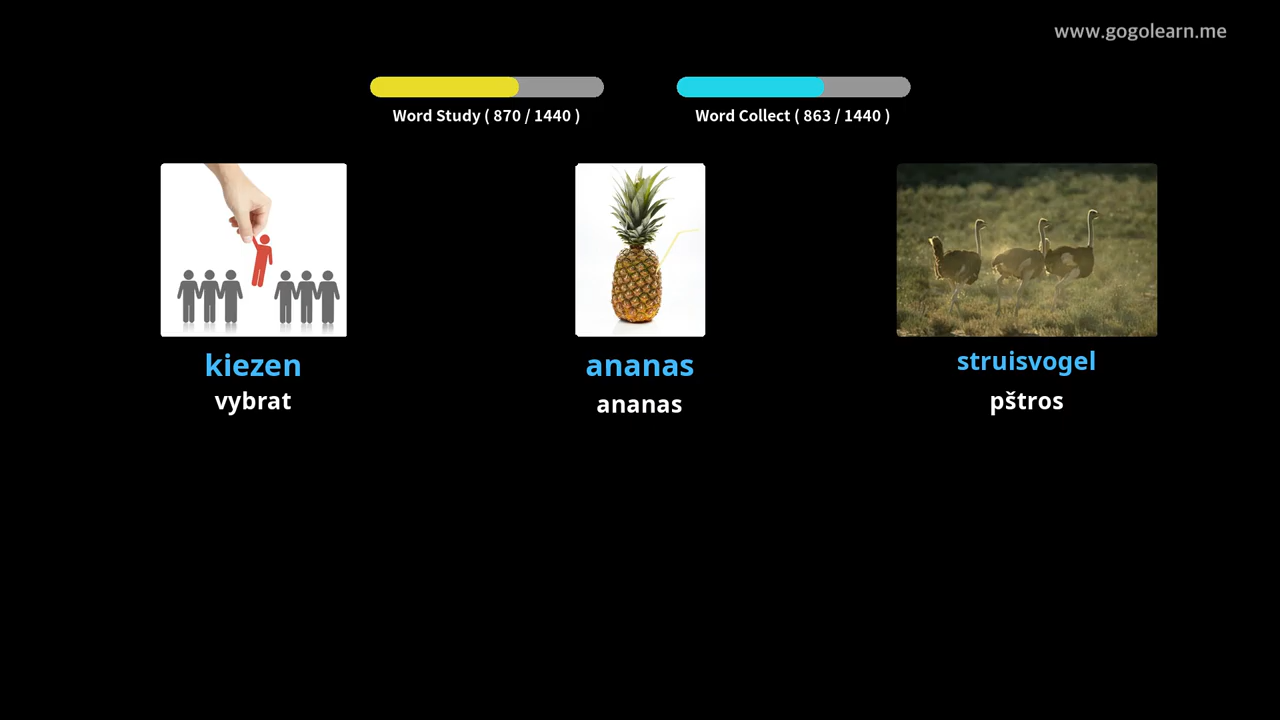 www.gogolearn.me
Word Study ( 870 / 1440 )
Word Collect ( 863 / 1440 )
kiezen
vybrat
ananas
ananas
struisvogel
pštros